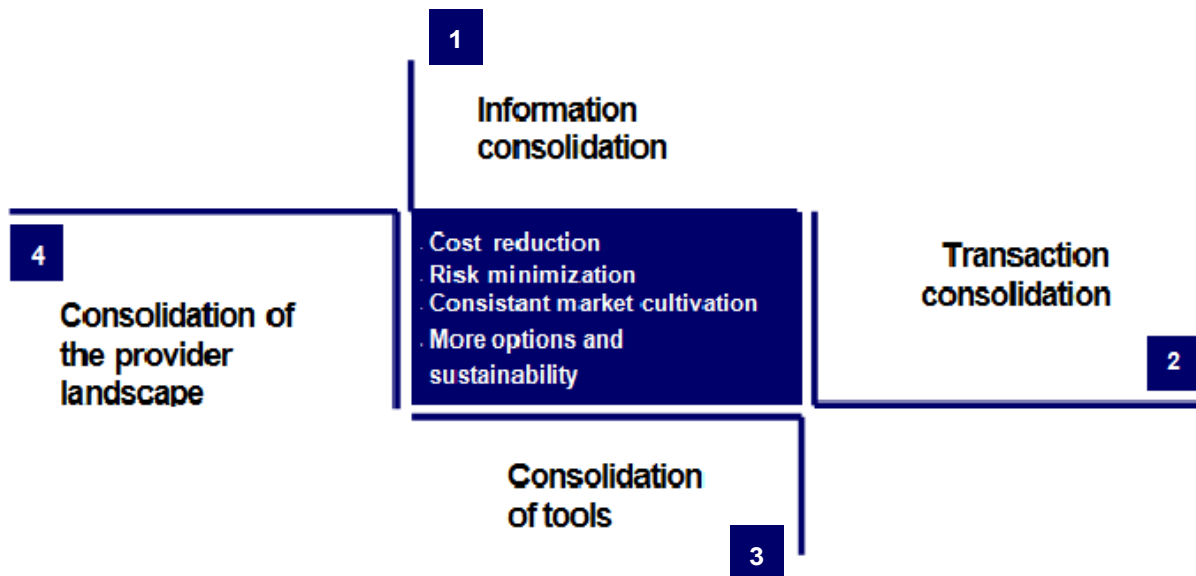 1
Information
consolidation
4
Consolidation of
the provider
landscape
. Cost reduction
. Risk minimization
. Consistant market cultivation
. More options and
sustainability
Transaction
consolidation
2
Consolidation
of tools
3